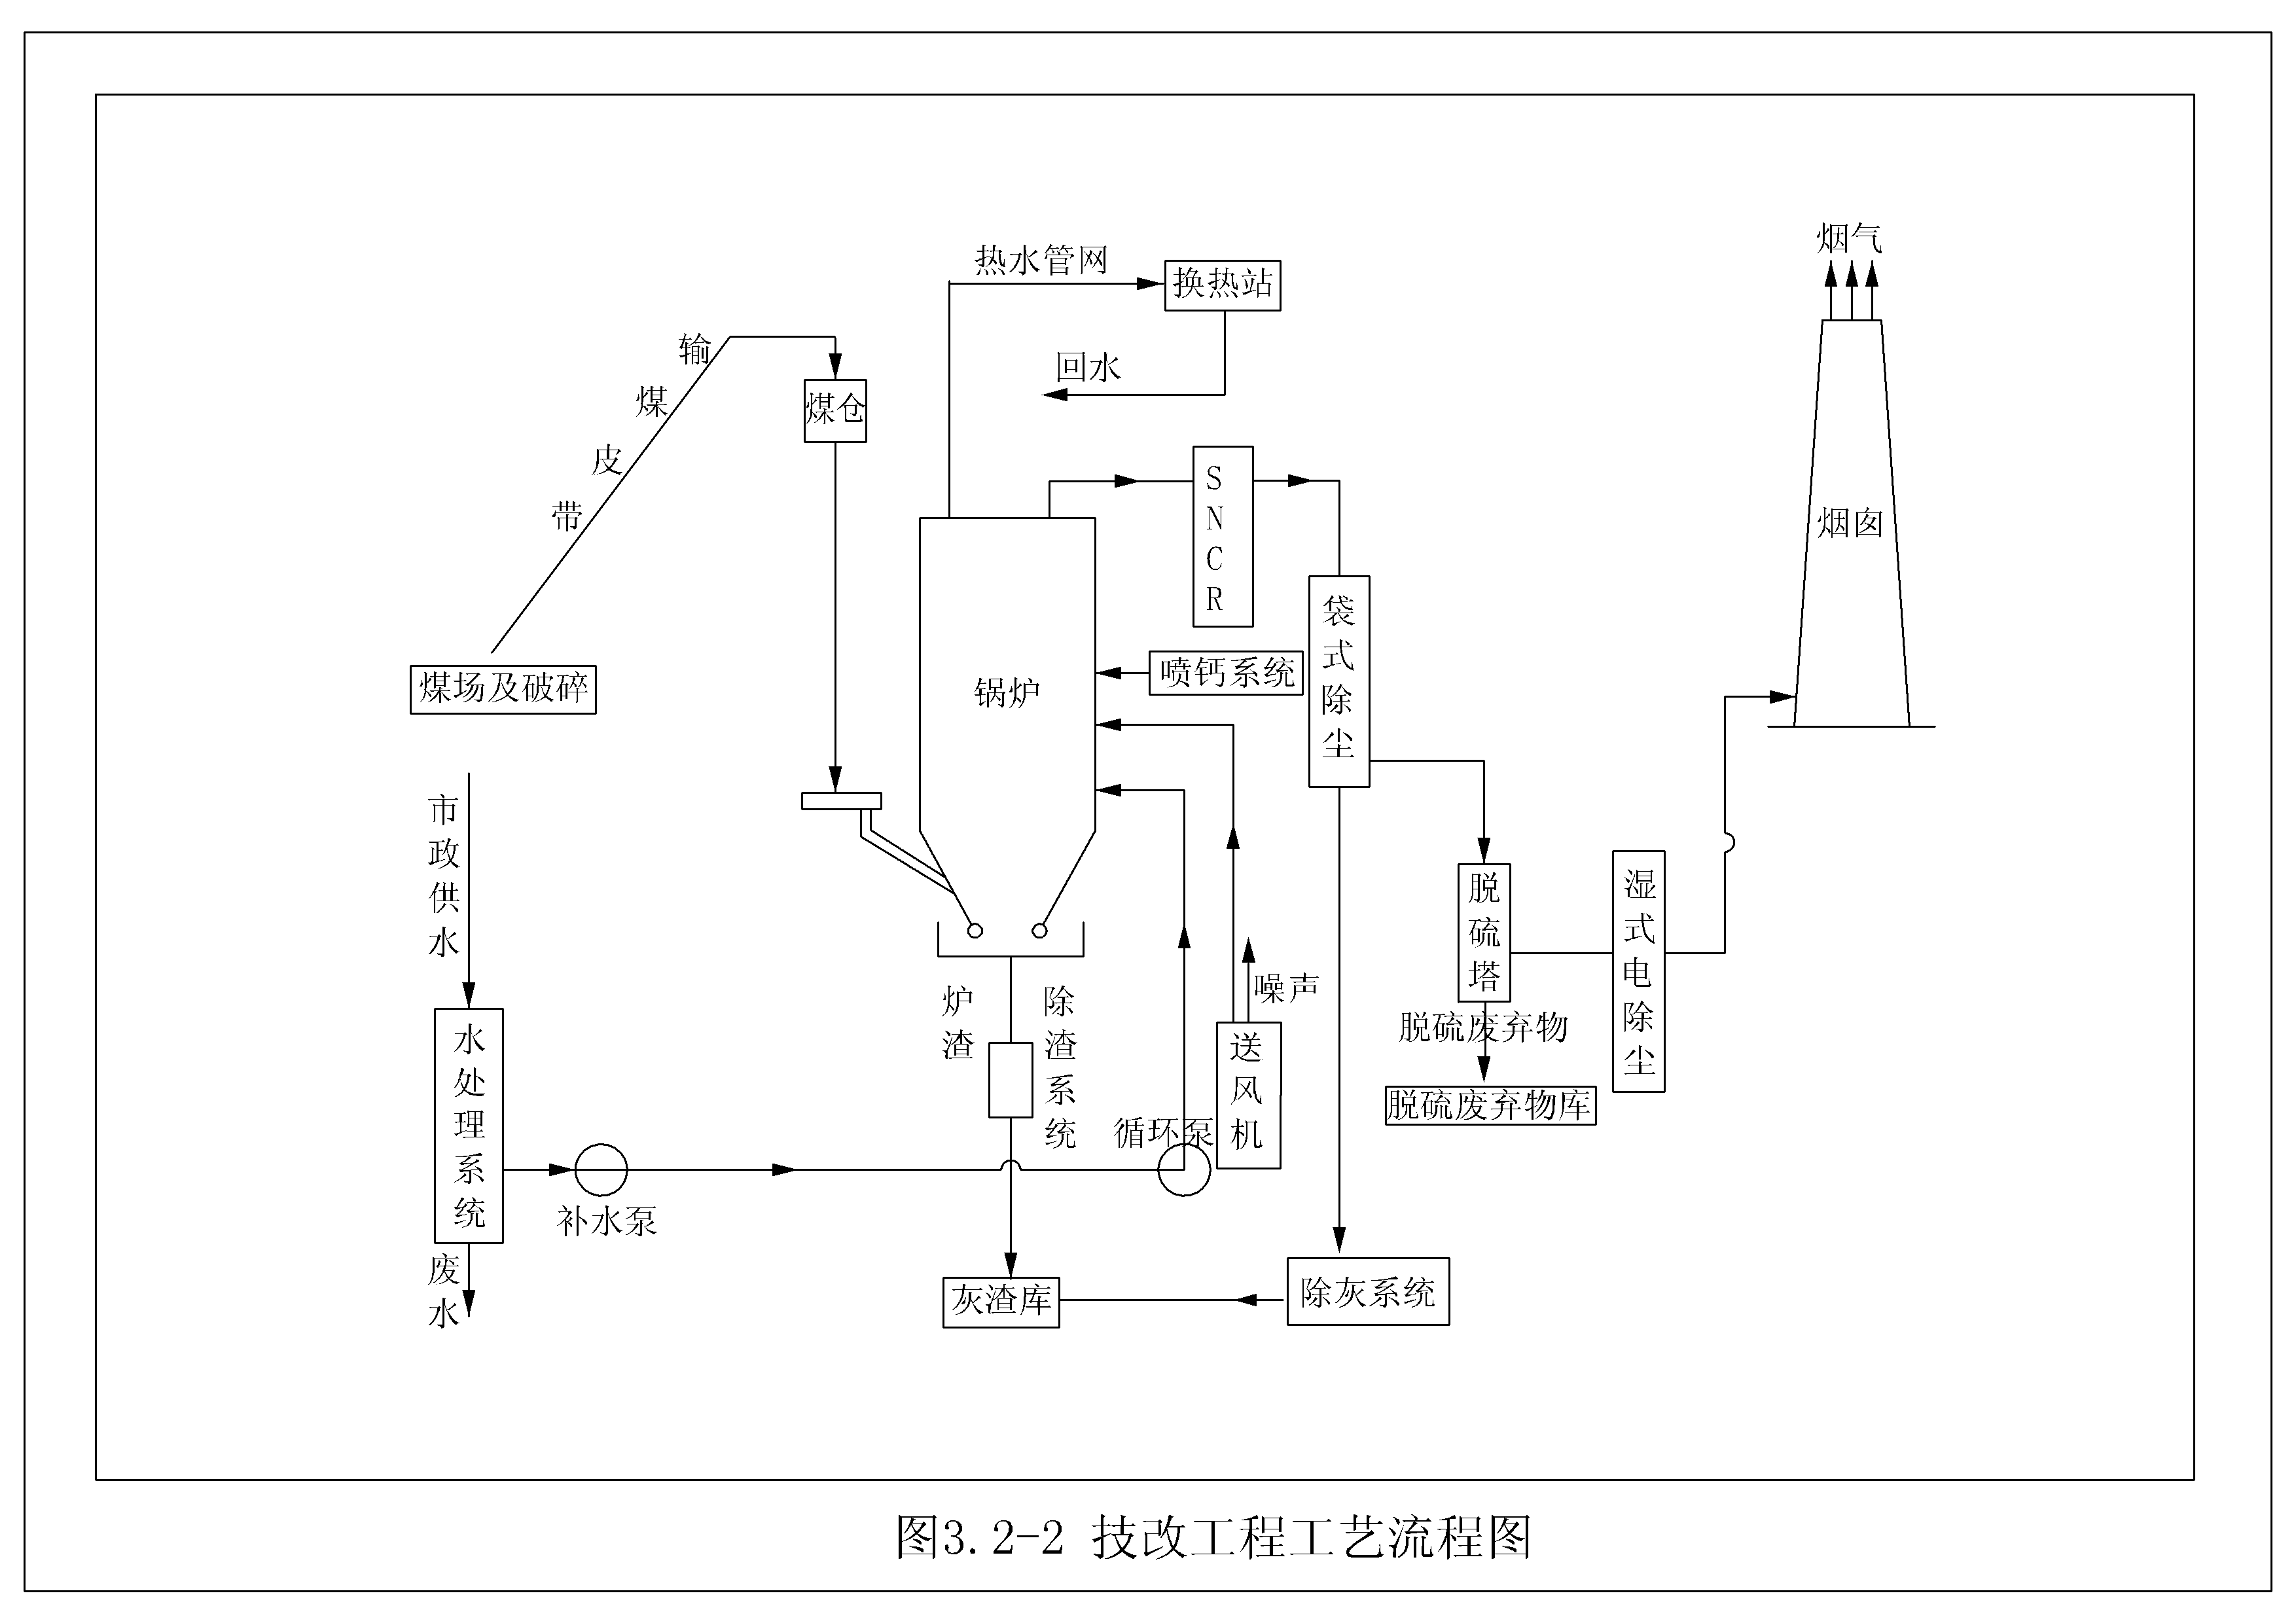 烟气
热水管网
换热站
回水
输
煤
皮
带
煤仓
SNCR
烟囱
袋式除尘
喷钙系统
锅炉
煤场及破碎
市政供水
脱硫塔
湿式电除尘
噪声
炉渣
除渣系统
脱硫废弃物
水处理系统
送风机
脱硫废弃物库
循环泵
补水泵
废水
灰渣库
除灰系统
图3.2-2 技改工程工艺流程图